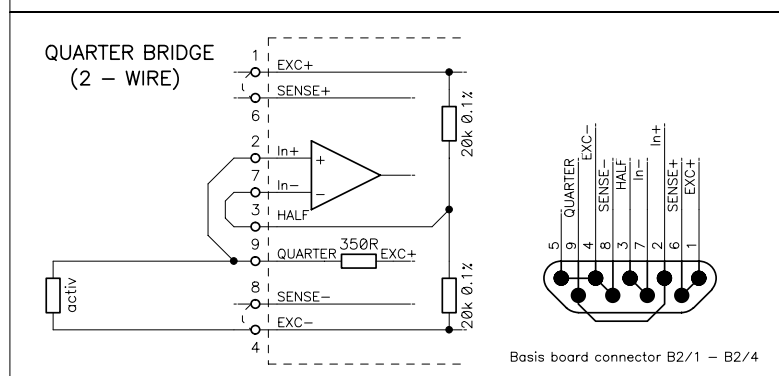 QUARTER BRIDGE
(2 – WIRE)
1
EXC+
SENSE+
6
2
In+
+
7
In-
–
3
HALF
9
QUARTER
350R
EXC+
8
SENSE-
EXC-
4
20k 0.1%
20k 0.1%
activ
5
9
QUARTER
4
EXC-
8
SENSE-
3
HALF
7
In-
2
In+
6
SENSE+
1
EXC+
Basis board connector B2/1 – B2/4